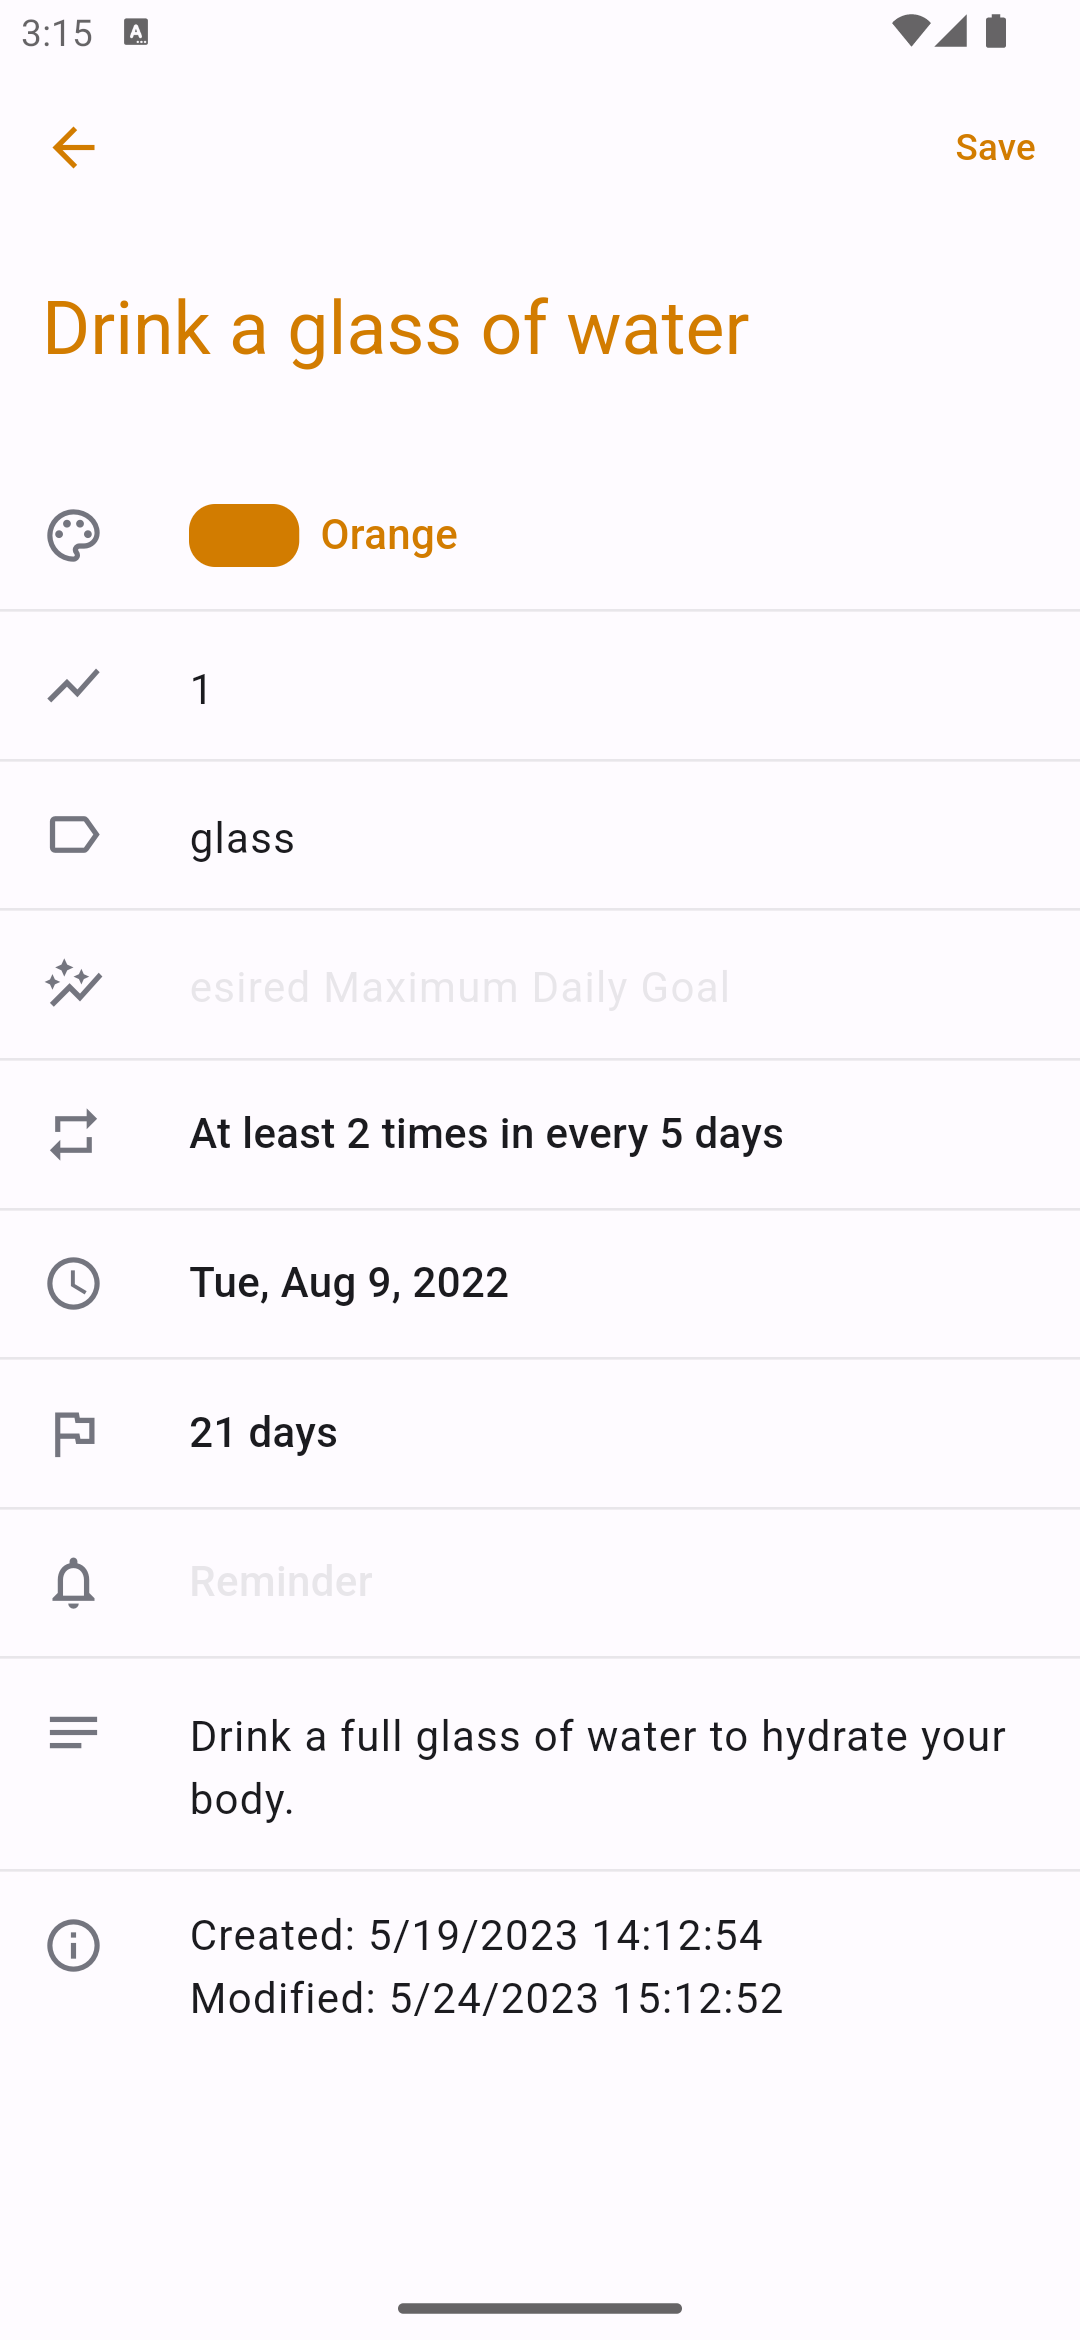 3:15
Save
Drink a glass of water
Orange
1
glass
esired Maximum Daily Goal
At least 2 times in every 5 days
Tue, Aug 9, 2022
21 days
Reminder
Drink a full glass of water to hydrate your
body.
Created: 5/19/2023 14:12:54
Modified: 5/24/2023 15:12:52